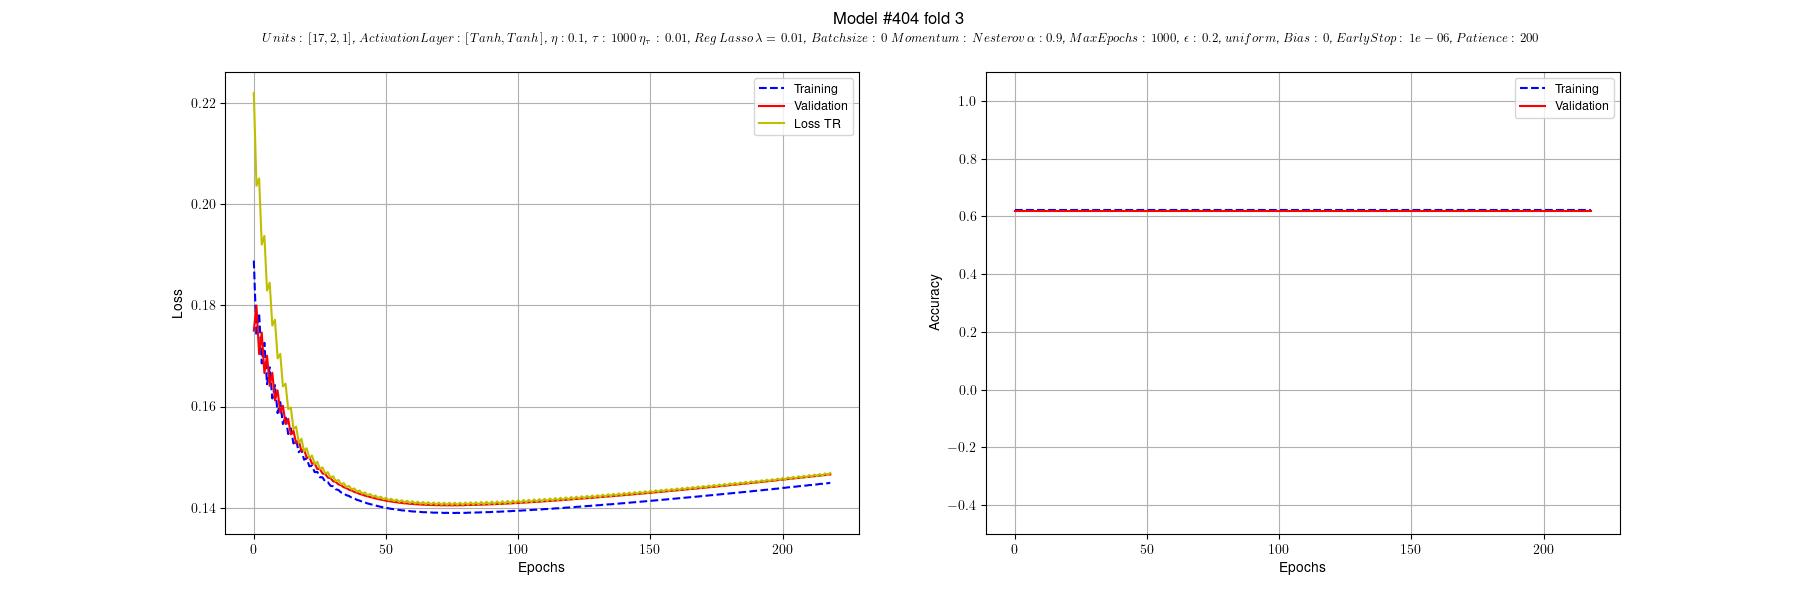 Model #404 fold 3
Units : [17, 2, 1], ActivationLayer : [Tanh, Tanh], η : 0.1, τ : 1000 η_τ : 0.01, Reg Lasso λ = 0.01, Batchsize : 0 Momentum : Nesterov α : 0.9, MaxEpochs : 1000, ϵ : 0.2, uniform, Bias : 0, EarlyStop : 1e − 06, Patience : 200
Training
Validation
Loss TR
0.22
0.20
0.18
0.16
0.14
Loss
0
50
100
150
200
Epochs
Training
Validation
1.0
0.8
0.6
0.4
0.2
0.0
−0.2
−0.4
Accuracy
0
50
100
150
200
Epochs